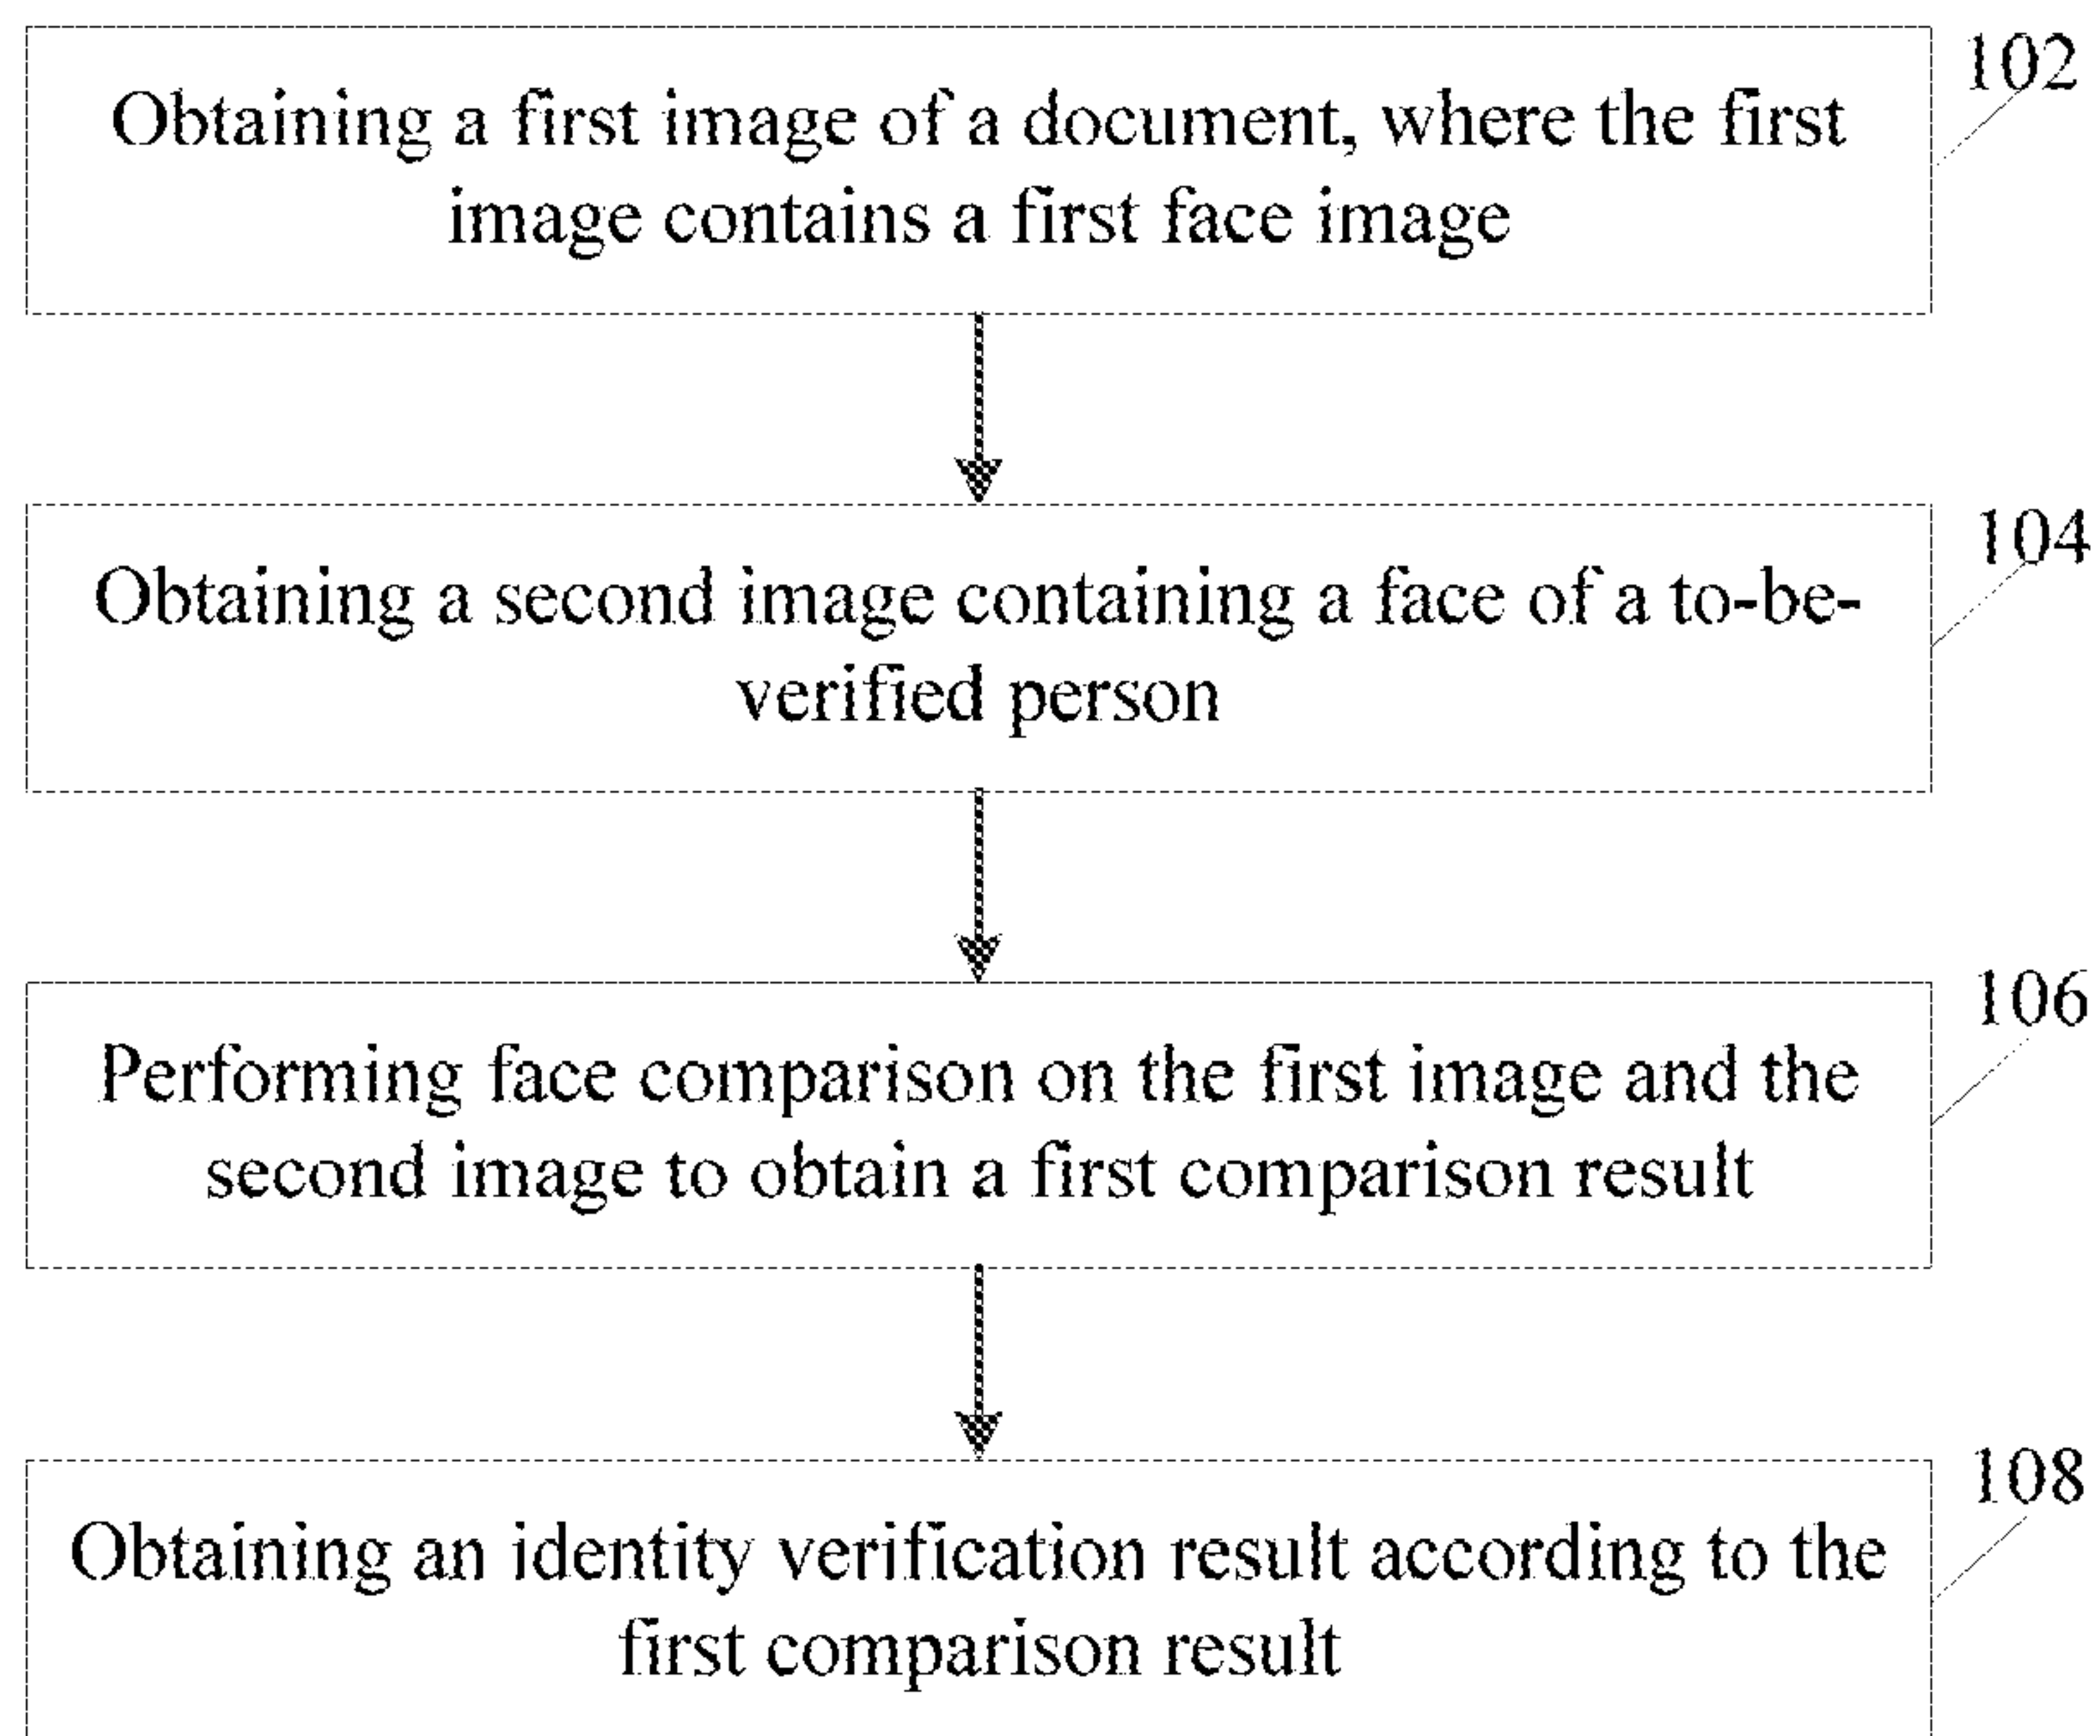 102
Obtaining a first image of a document, where the first
image contains a first face image
104
Obtaining a second image containing a face of a to-be-
verified person
106
Performing face comparison on the first image and the
second image to obtain a first comparison result
108
Obtaining an identity verification result according to the
first comparison result